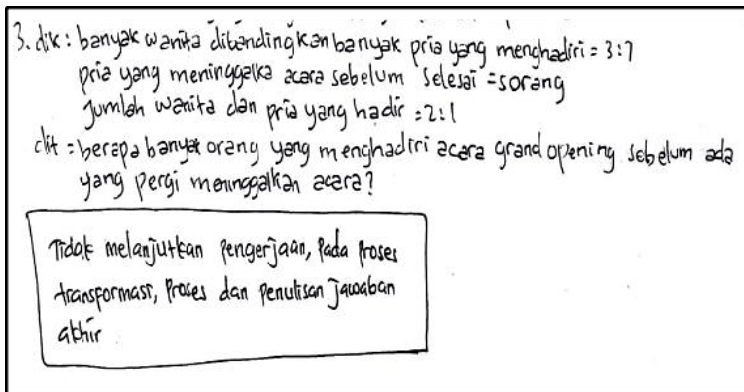 3. dik : banyak wanita dibandingkan banyak pria yang menghadiri = 3:7
pria yang meninggalka acara sebelum selesai = 5 orang
Jumlah wanita dan pria yang hadir = 2:1
dit : berapa banyak orang yang menghadiri acara grand opening sebelum ada
yang pergi meninggalkan acara?
Tidak melanjutkan pengerjaan, Pada Proses
transformasi, Proses dan Penulisan Jawaban
akhir